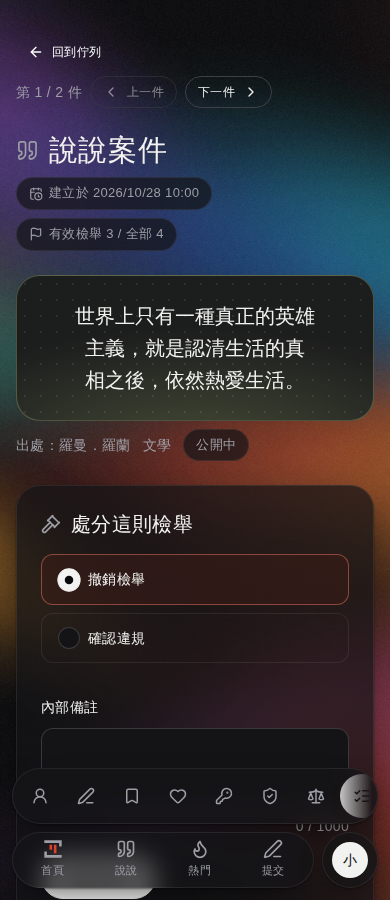 回到佇列
第 1 / 2 件
上一件
下一件
說說案件
建立於 2026/10/28 10:00
有效檢舉 3 / 全部 4
世界上只有一種真正的英雄
主義，就是認清生活的真
相之後，依然熱愛生活。
出處：羅曼．羅蘭 文學 公開中
處分這則檢舉
撤銷檢舉
確認違規
內部備註
0 / 1000
首頁
說說
熱門
提交
小